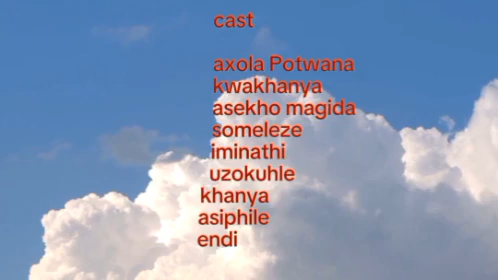 cast
axola Potwana
kwakhanya
asekho magida
someleze
iminathi
uzokuhle
khanya
asiphile
endi